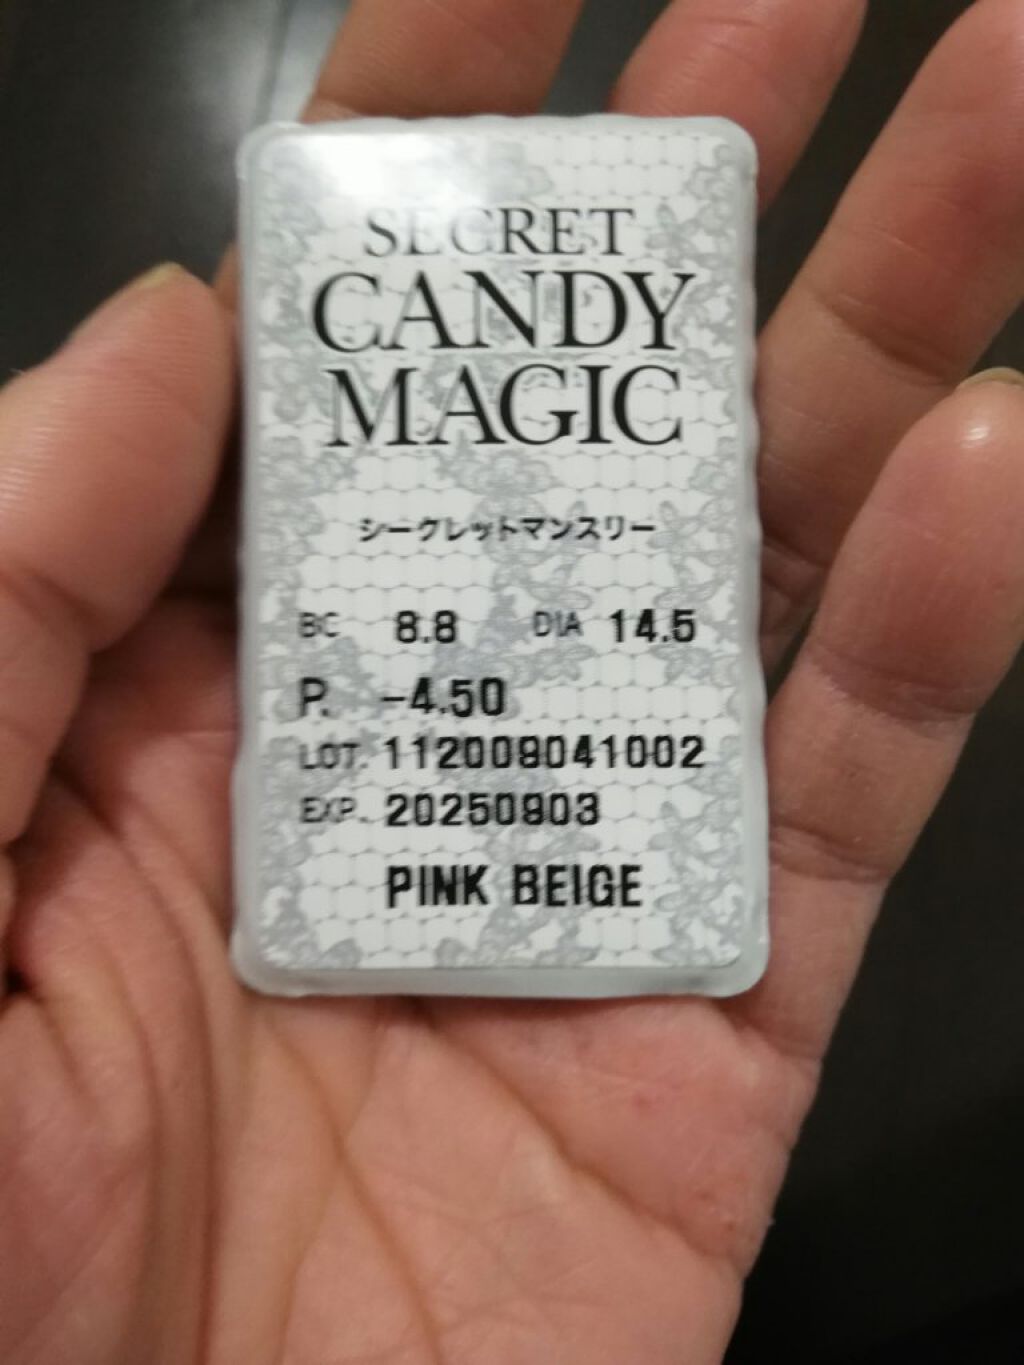 SECRET
CANDY
MAGIC
シークレットマンスリー
BC 8.8 DIA 14.5
P. -4.50
LOT. 112008041002
EXP. 20250803
PINK BEIGE